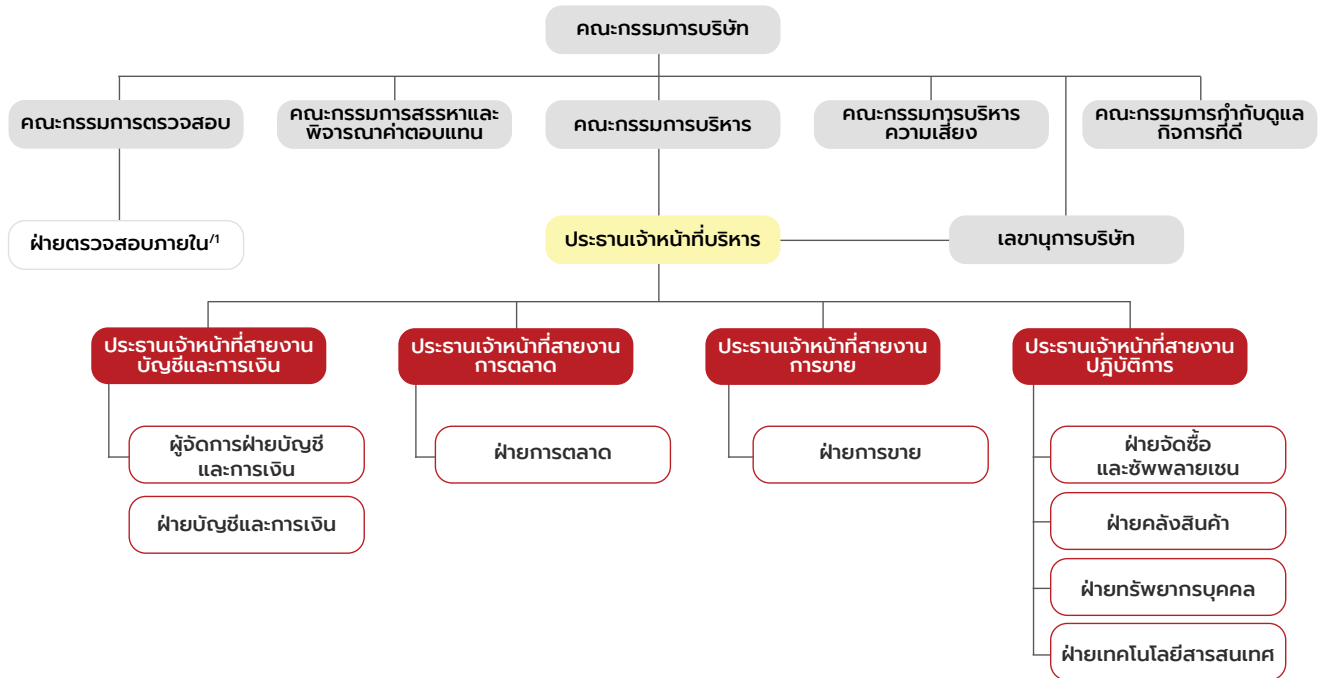 คณะกรรมการบริษัท
คณะกรรมการตรวจสอบ
คณะกรรมการสรรหาและ
พิจารณาค่าตอบแทน
คณะกรรมการบริหาร
คณะกรรมการบริหาร
ความเสี่ยง
คณะกรรมการกำกับดูแล
กิจการที่ดี
ฝ่ายตรวจสอบภายใน/1
ประธานเจ้าหน้าที่บริหาร
เลขานุการบริษัท
ประธานเจ้าหน้าที่สายงาน
บัญชีและการเงิน
ประธานเจ้าหน้าที่สายงาน
การตลาด
ประธานเจ้าหน้าที่สายงาน
การขาย
ประธานเจ้าหน้าที่สายงาน
ปฎิบัติการ
ผู้จัดการฝ่ายบัญชี
และการเงิน
ฝ่ายการตลาด
ฝ่ายการขาย
ฝ่ายจัดซื้อ
และซัพพลายเชน
ฝ่ายบัญชีและการเงิน
ฝ่ายคลังสินค้า
ฝ่ายทรัพยากรบุคคล
ฝ่ายเทคโนโลยีสารสนเทศ